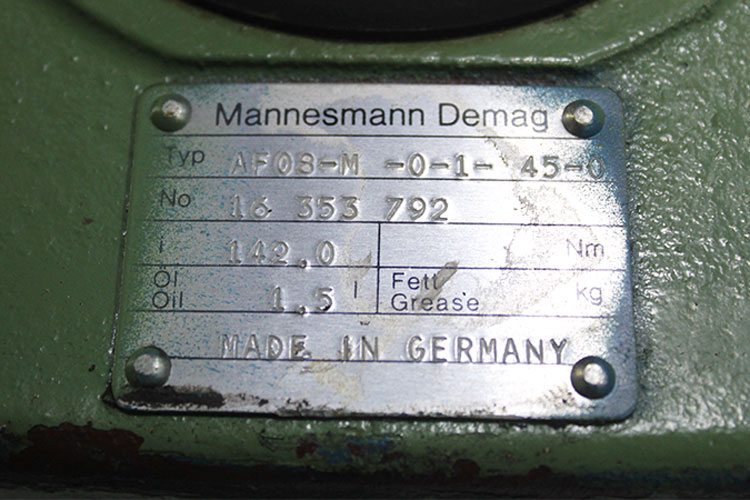 Mannesmann Demag
Typ AF08-M -0-1- 45-0
No 16 353 792
i 142,0 Nm
Öl
Oil 1,5 l Fett
Grease kg
MADE IN GERMANY